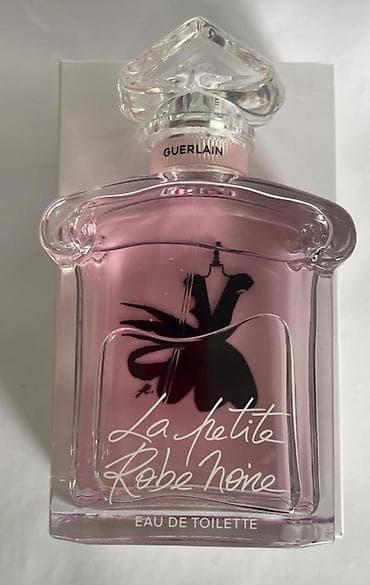 GUERLAIN
La petite
Robe Noire
EAU DE TOILETTE